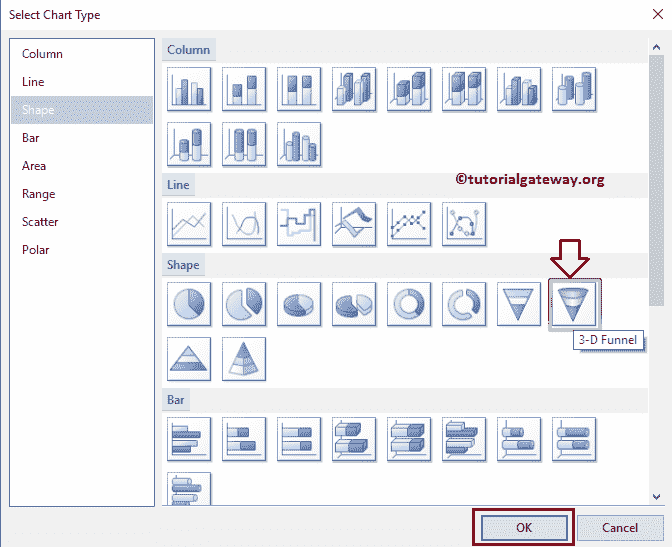 Select Chart Type
Column
Line
Shape
Bar
Area
Range
Scatter
Polar
Column
©tutorialgateway.org
Line
Shape
3-D Funnel
Bar
OK
Cancel